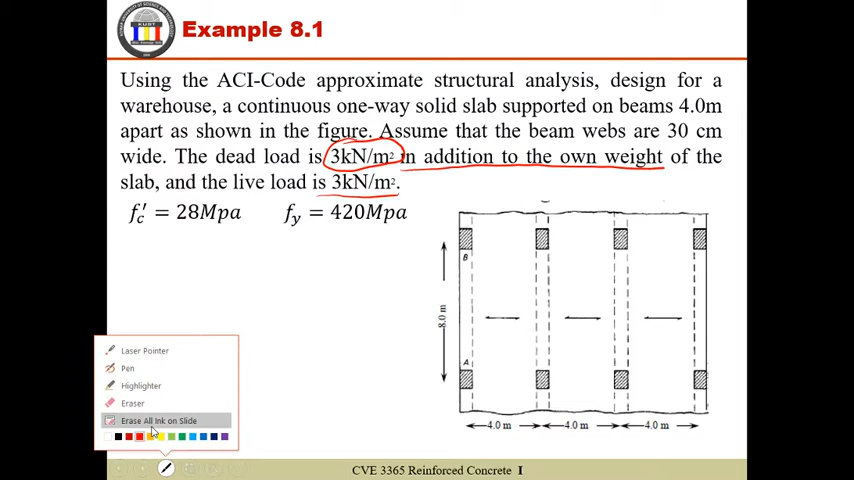 KUST
Example 8.1
Using the ACI-Code approximate structural analysis, design for a
warehouse, a continuous one-way solid slab supported on beams 4.0m
apart as shown in the figure. Assume that the beam webs are 30 cm
wide. The dead load is 3kN/m² in addition to the own weight of the
slab, and the live load is 3kN/m².
f′c = 28Mpa fy = 420Mpa
B
8.0 m
A
4.0 m 4.0 m 4.0 m
Laser Pointer
Pen
Highlighter
Eraser
Erase All Ink on Slide
CVE 3365 Reinforced Concrete I